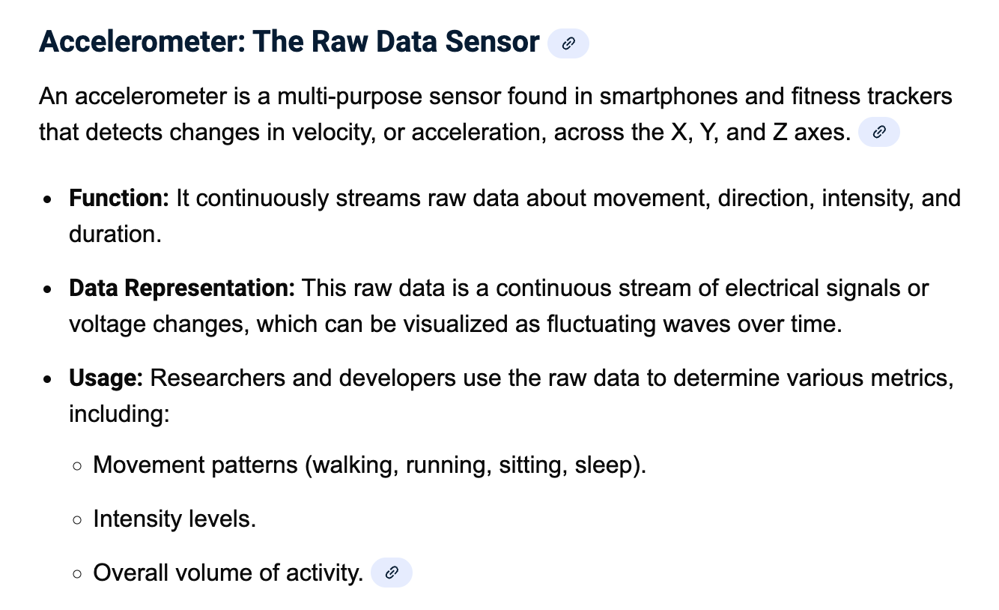 Accelerometer: The Raw Data Sensor
An accelerometer is a multi-purpose sensor found in smartphones and fitness trackers
that detects changes in velocity, or acceleration, across the X, Y, and Z axes.
• Function: It continuously streams raw data about movement, direction, intensity, and
duration.
• Data Representation: This raw data is a continuous stream of electrical signals or
voltage changes, which can be visualized as fluctuating waves over time.
• Usage: Researchers and developers use the raw data to determine various metrics,
including:
◦ Movement patterns (walking, running, sitting, sleep).
◦ Intensity levels.
◦ Overall volume of activity.